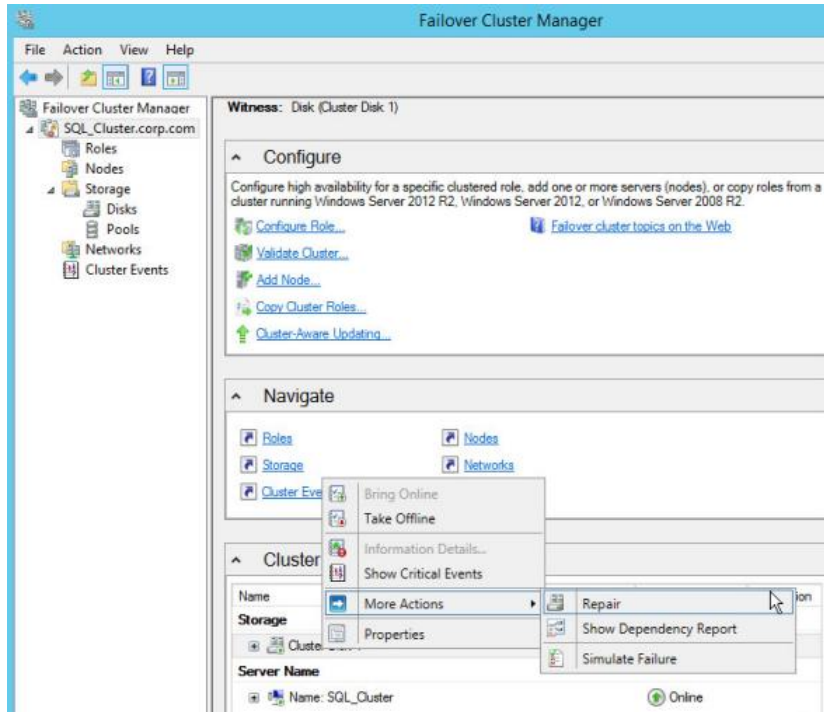 Failover Cluster Manager
File Action View Help
Failover Cluster Manager
SQL_Cluster.corp.com
Roles
Nodes
Storage
Disks
Pools
Networks
Cluster Events
Witness: Disk (Cluster Disk 1)
Configure
Configure high availability for a specific clustered role, add one or more servers (nodes), or copy roles from a
cluster running Windows Server 2012 R2, Windows Server 2012, or Windows Server 2008 R2.
Configure Role... Failover cluster topics on the Web
Validate Cluster...
Add Node...
Copy Cluster Roles...
Cluster-Aware Updating...
Navigate
Roles Nodes
Storage Networks
Cluster Eve
Bring Online
Take Offline
Information Details...
Show Critical Events
More Actions
Properties
Repair
Show Dependency Report
Simulate Failure
Cluster
Name ion
Storage
Cluste
Server Name
Name: SQL_Cluster Online